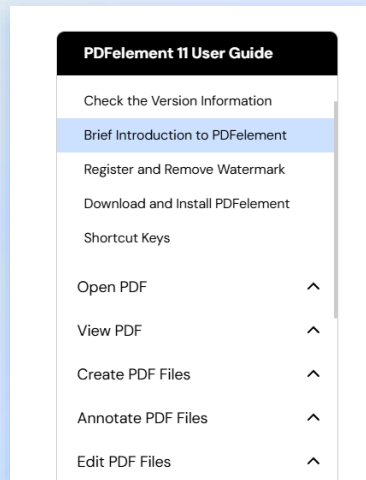 PDFelement 11 User Guide
Check the Version Information
Brief Introduction to PDFelement
Register and Remove Watermark
Download and Install PDFelement
Shortcut Keys
Open PDF
View PDF
Create PDF Files
Annotate PDF Files
Edit PDF Files